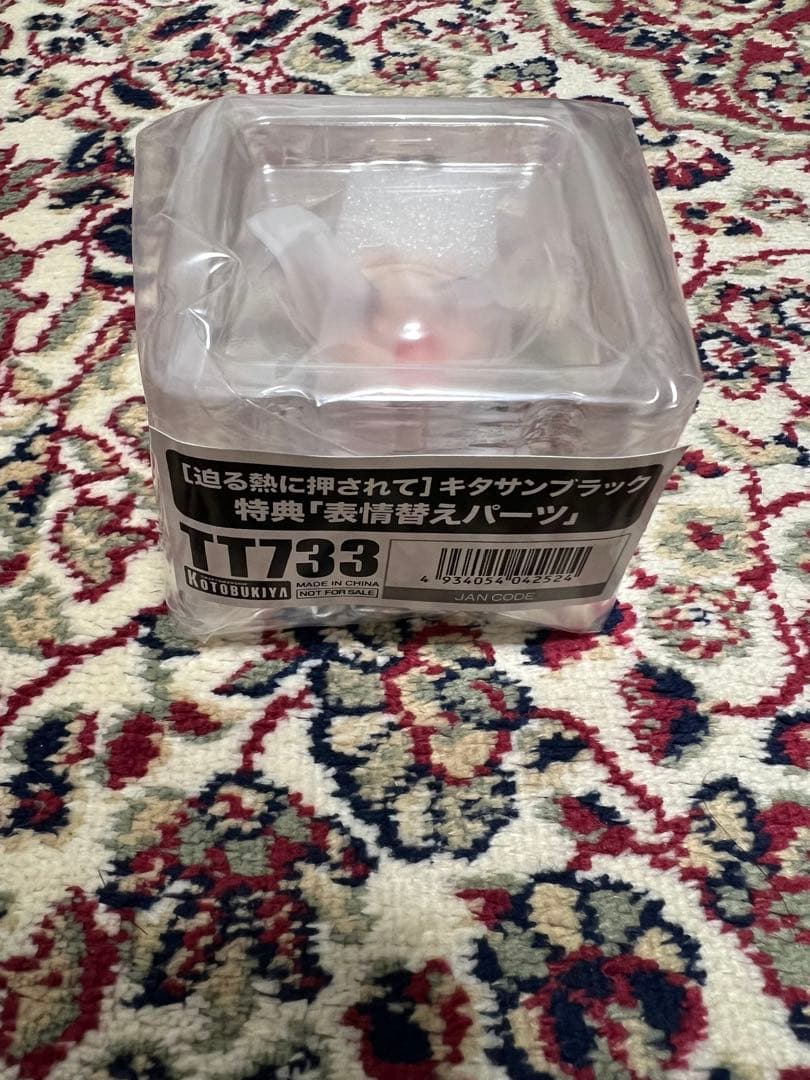 [迫る熱に押されて]キタサンブラック
特典「表情替えパーツ」
TT733
KOTOBUKIYA
MADE IN CHINA
NOT FOR SALE
4 934054 042524
JAN CODE